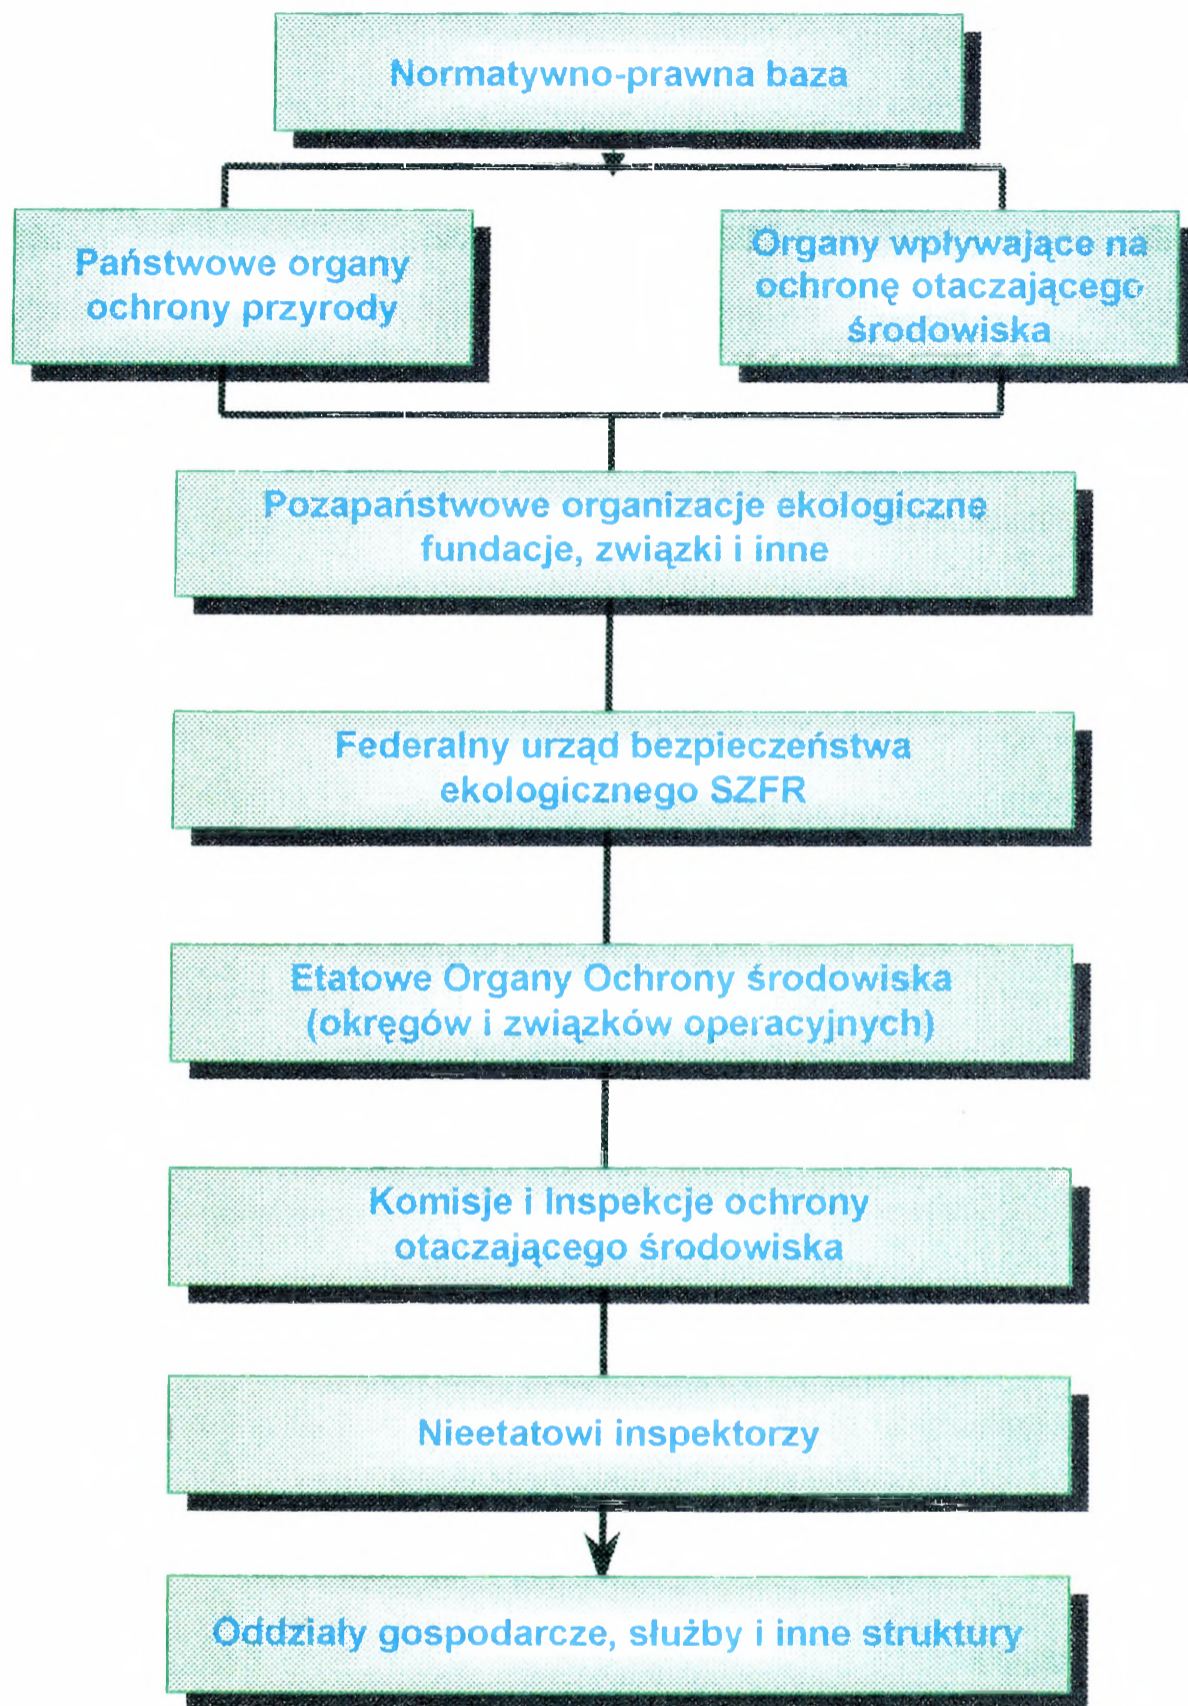 Normatywno-prawna baza
Państwowe organy
ochrony przyrody
Organy wpływające na
ochronę otaczającego
środowiska
Pozapaństwowe organizacje ekologiczne
fundacje, związki i inne
Federalny urząd bezpieczeństwa
ekologicznego SZFR
Etatowe Organy Ochrony środowiska
(okręgów i związków operacyjnych)
Komisje i Inspekcje ochrony
otaczającego środowiska
Nieetatowi inspektorzy
Oddziały gospodarcze, służby i inne struktury